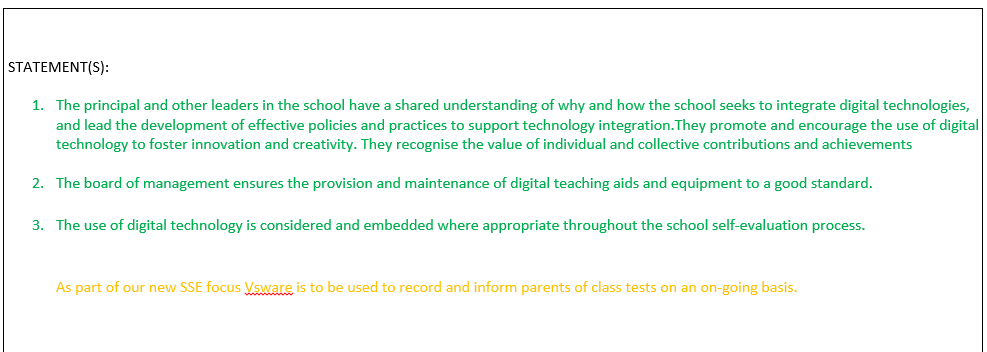 STATEMENT(S):
1. The principal and other leaders in the school have a shared understanding of why and how the school seeks to integrate digital technologies,
and lead the development of effective policies and practices to support technology integration.They promote and encourage the use of digital
technology to foster innovation and creativity. They recognise the value of individual and collective contributions and achievements
2. The board of management ensures the provision and maintenance of digital teaching aids and equipment to a good standard.
3. The use of digital technology is considered and embedded where appropriate throughout the school self-evaluation process.
As part of our new SSE focus Vsware is to be used to record and inform parents of class tests on an on-going basis.